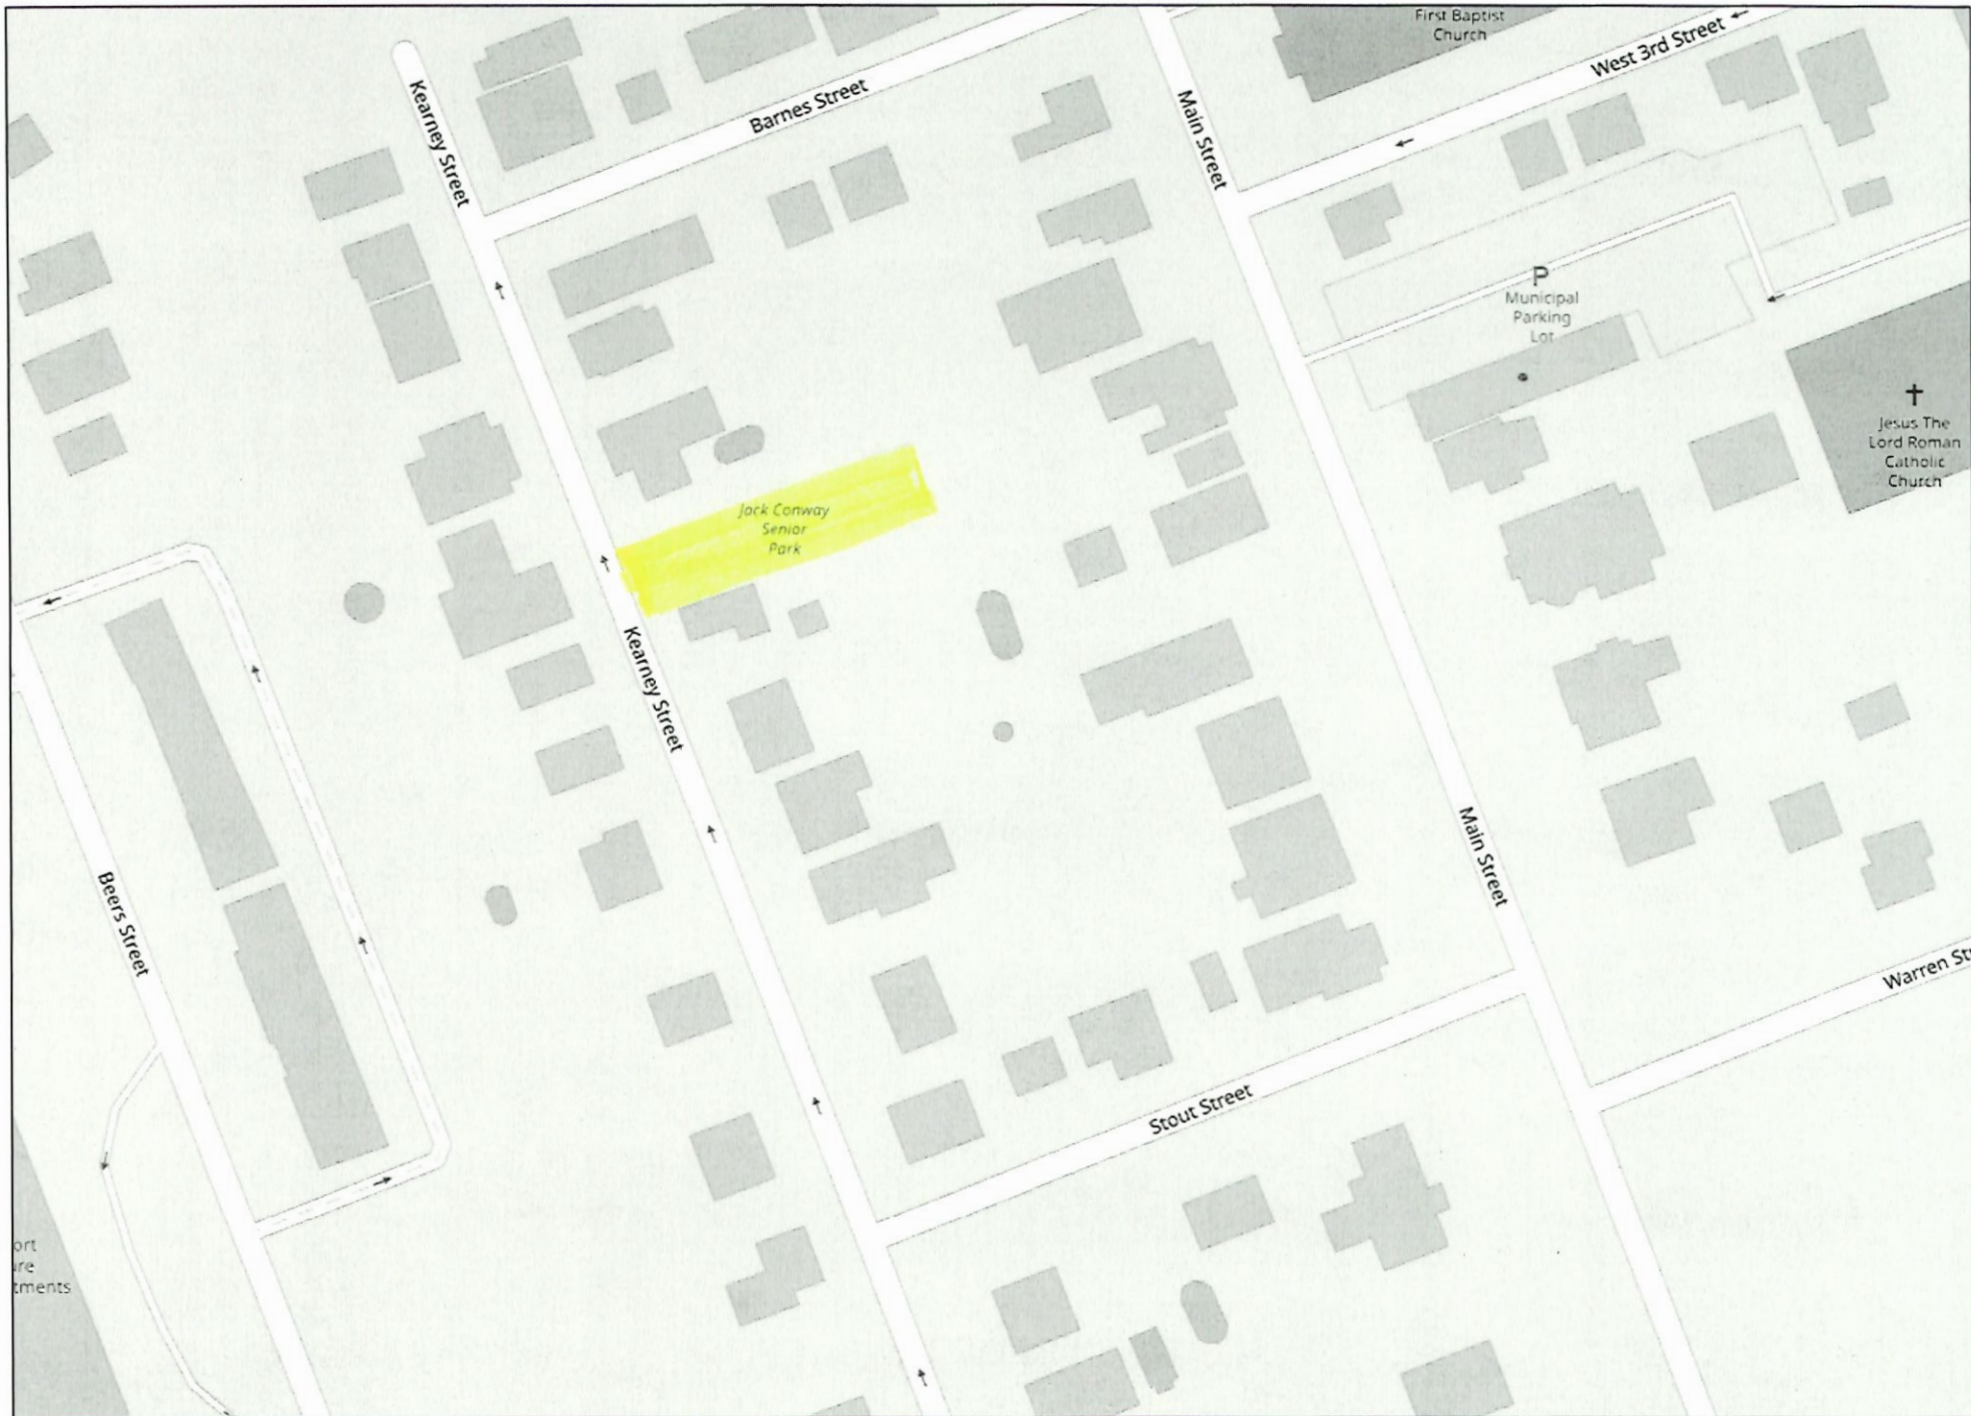 First Baptist
Church
West 3rd Street
Kearney Street
Barnes Street
Main Street
P
Municipal
Parking
Lot
Jesus The
Lord Roman
Catholic
Church
Jack Conway
Senior
Park
Kearney Street
Main Street
Beers Street
Warren St
Stout Street
ort
ure
tments